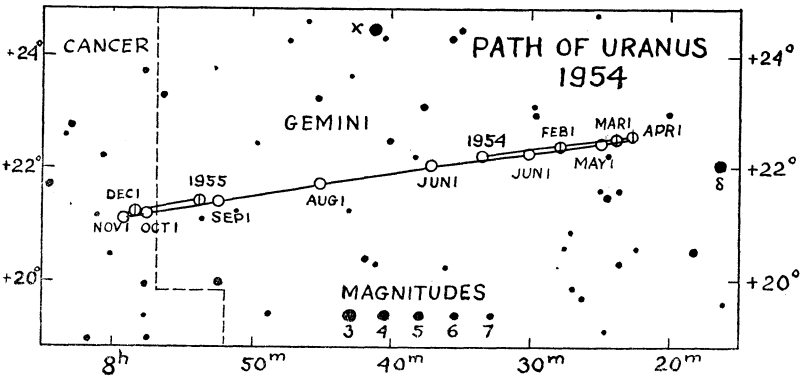 CANCER
x
PATH OF URANUS
1954
+24°
+24°
GEMINI
1954
FEB1
MAR1
APR1
JUN1
MAY1
+22°
+22°
δ
1955
DEC1
NOV1
OCT1
SEP1
AUG1
JUN1
+20°
+20°
MAGNITUDES
3 4 5 6 7
8h 50m 40m 30m 20m